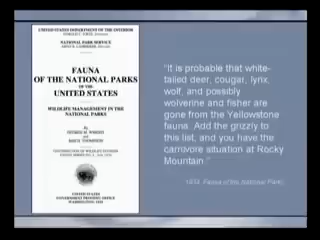 UNITED STATES DEPARTMENT OF THE INTERIOR
NATIONAL PARK SERVICE
FAUNA
OF THE NATIONAL PARKS
OF THE
UNITED STATES
WILDLIFE MANAGEMENT IN THE
NATIONAL PARKS
By
UNITED STATES
GOVERNMENT PRINTING OFFICE
WASHINGTON
"It is probable that white-
tailed deer, cougar, lynx,
wolf, and possibly
wolverine and fisher are
gone from the Yellowstone
fauna. Add the grizzly to
this list, and you have the
carnivore situation at Rocky
Mountain."
Fauna of the National Parks